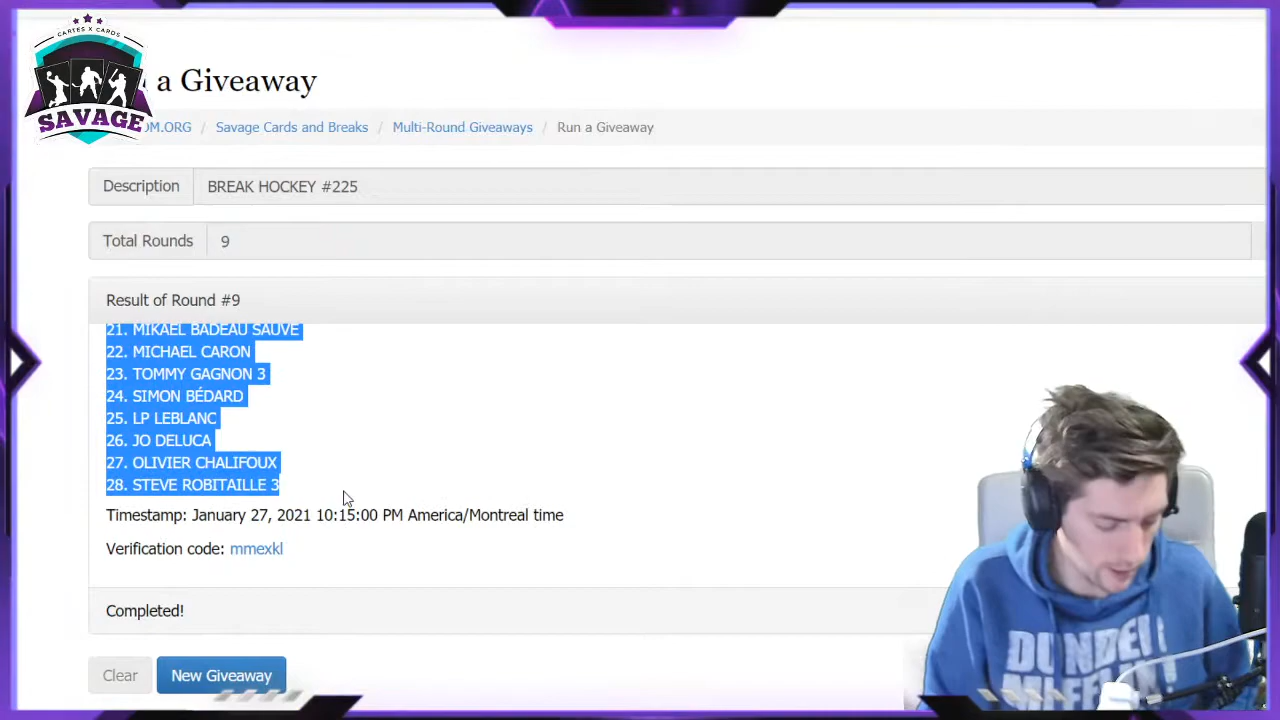 CARTES X CARDS
SAVAGE
a Giveaway
OM.ORG / Savage Cards and Breaks / Multi-Round Giveaways / Run a Giveaway
Description BREAK HOCKEY #225
Total Rounds 9
Result of Round #9
21. MIKAEL BADEAU SAUVE
22. MICHAEL CARON
23. TOMMY GAGNON 3
24. SIMON BÉDARD
25. LP LEBLANC
26. JO DELUCA
27. OLIVIER CHALIFOUX
28. STEVE ROBITAILLE 3
Timestamp: January 27, 2021 10:15:00 PM America/Montreal time
Verification code: mmexkl
Completed!
Clear New Giveaway
DUNDER
MIFFLIN